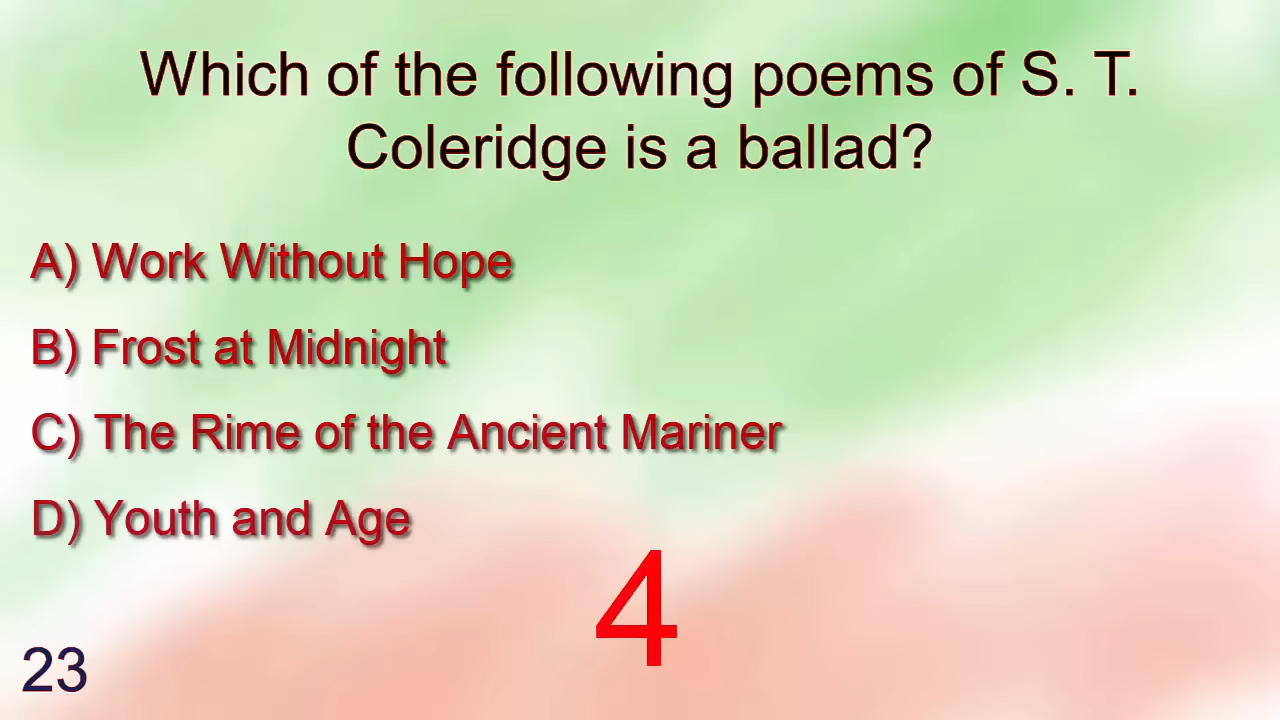 Which of the following poems of S. T.
Coleridge is a ballad?
A) Work Without Hope
B) Frost at Midnight
C) The Rime of the Ancient Mariner
D) Youth and Age
4
23